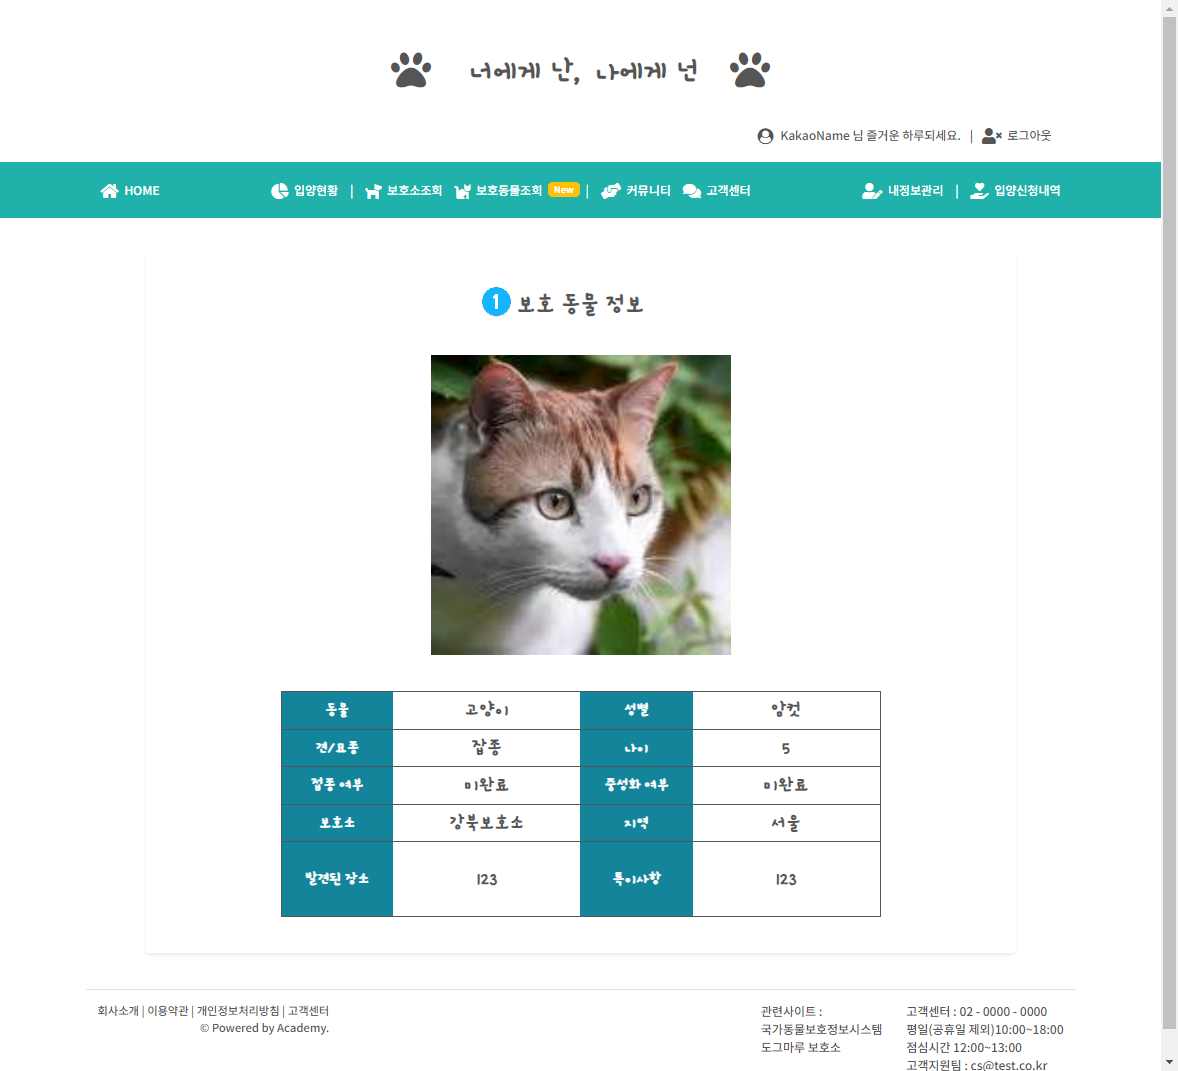 너에게 난, 나에게 넌
KakaoName 님 즐거운 하루되세요. | 로그아웃
HOME 입양현황 | 보호소조회 보호동물조회 New | 커뮤니티 고객센터 내정보관리 | 입양신청내역
1 보호 동물 정보
동물 고양이 성별 암컷
견/묘종 잡종 나이 5
접종 여부 미완료 중성화 여부 미완료
보호소 강북보호소 지역 서울
발견된 장소 123 특이사항 123
회사소개 | 이용약관 | 개인정보처리방침 | 고객센터
© Powered by Academy.
관련사이트 :
국가동물보호정보시스템
도그마루 보호소
고객센터 : 02 - 0000 - 0000
평일(공휴일 제외)10:00~18:00
점심시간 12:00~13:00
고객지원팀 : cs@test.co.kr